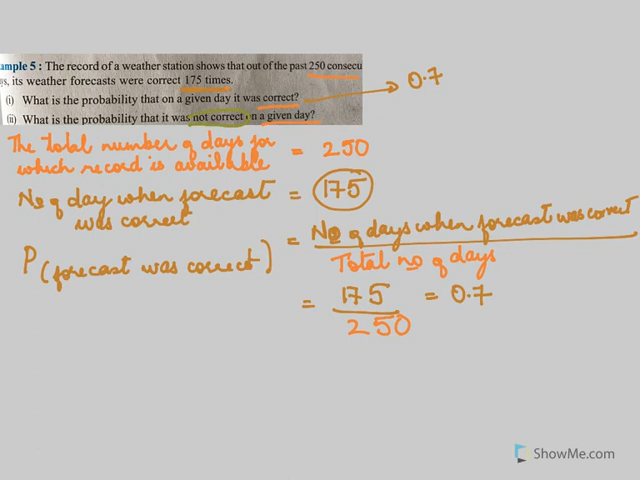 ample 5 : The record of a weather station shows that out of the past 250 consecu
ys, its weather forecasts were correct 175 times.
(i) What is the probability that on a given day it was correct?
0.7
(ii) What is the probability that it was not correct on a given day?
The total number of days for
which record is available = 250
No of day when forecast
was correct = 175
P(forecast was correct) = No of days when forecast was correct
Total no of days
= 175 = 0.7
250
ShowMe.com